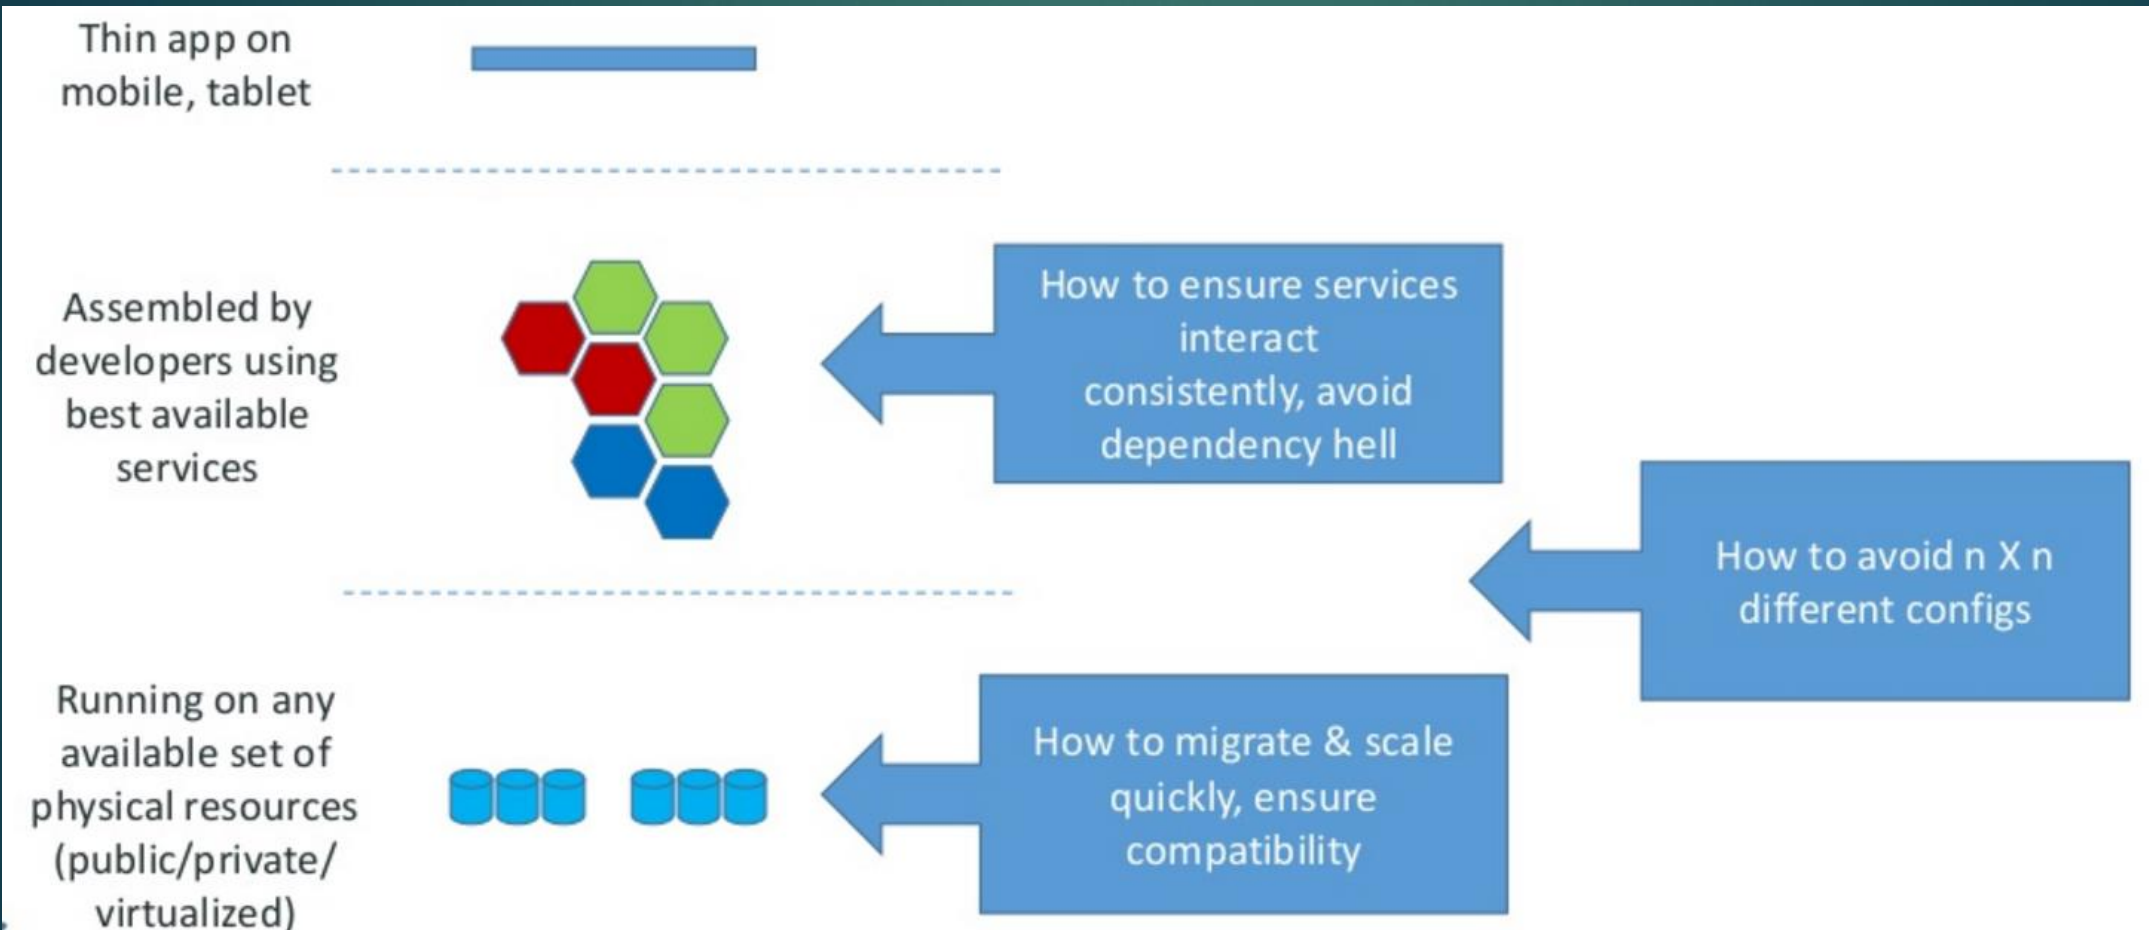 Thin app on
mobile, tablet
Assembled by
developers using
best available
services
How to ensure services
interact
consistently, avoid
dependency hell
How to avoid n X n
different configs
Running on any
available set of
physical resources
(public/private/
virtualized)
How to migrate & scale
quickly, ensure
compatibility